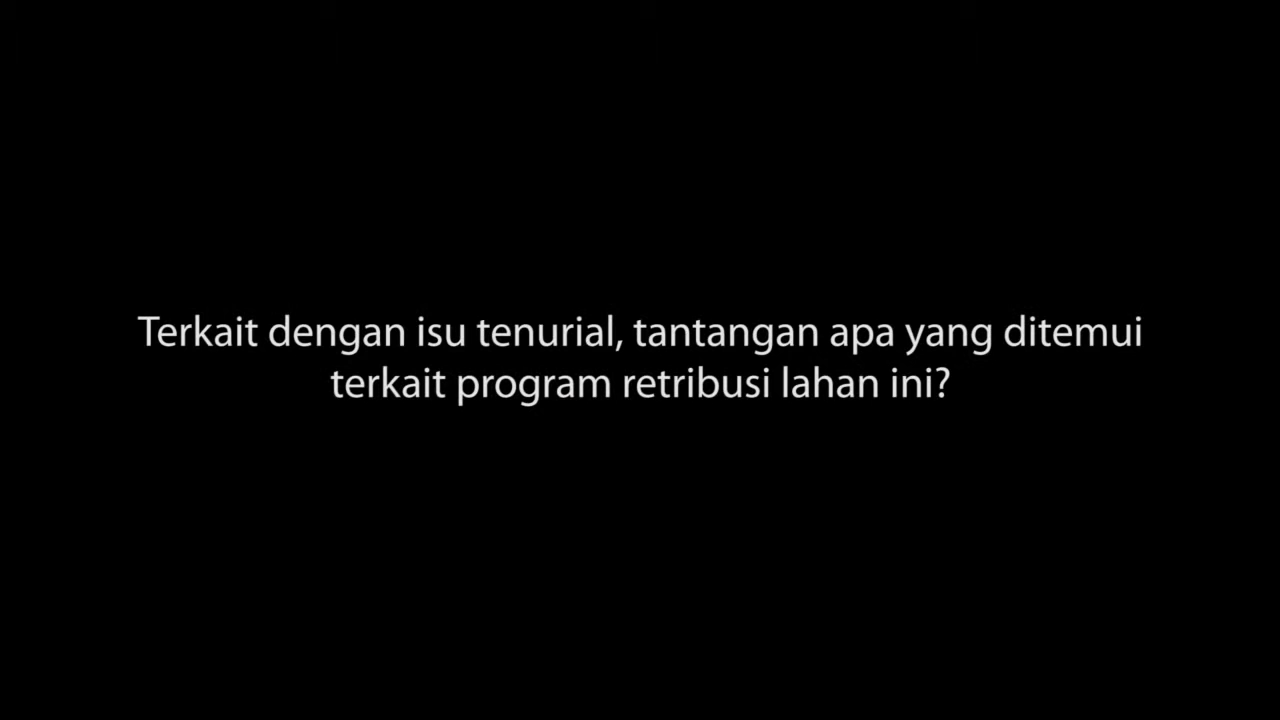 Terkait dengan isu tenurial, tantangan apa yang ditemui
terkait program retribusi lahan ini?